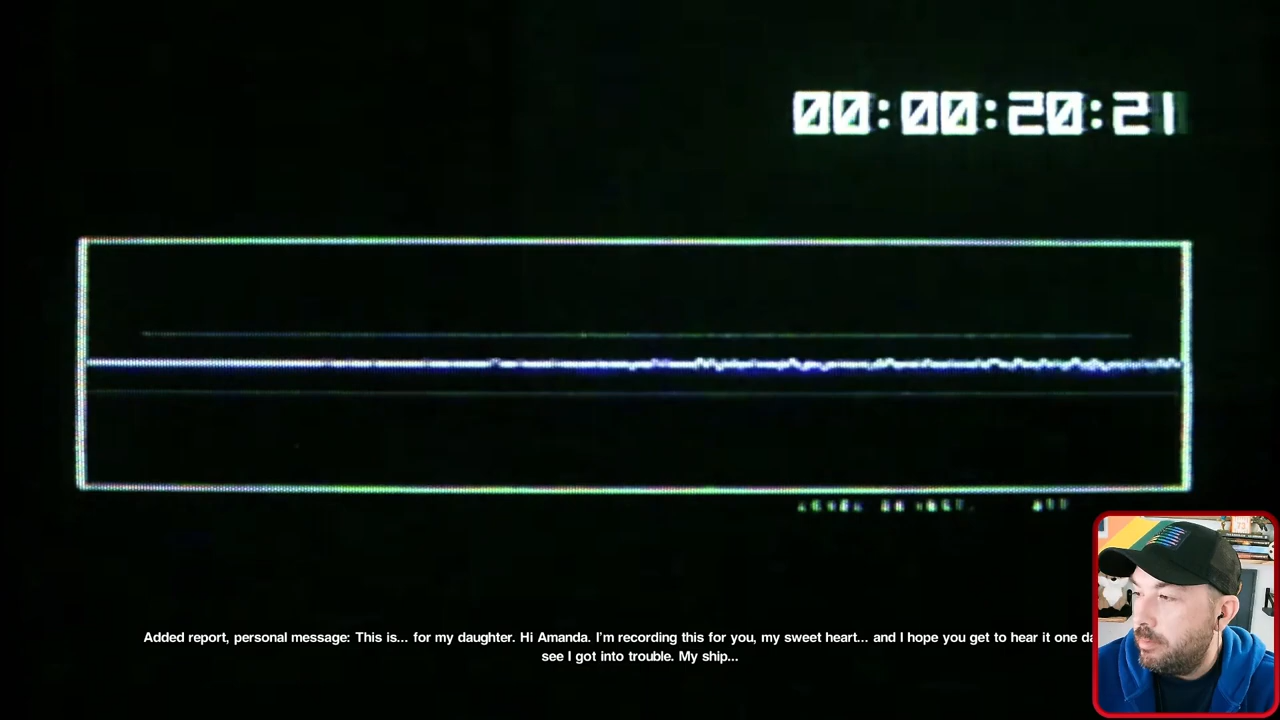 00:00:20:21
Added report, personal message: This is... for my daughter. Hi Amanda. I'm recording this for you, my sweet heart... and I hope you get to hear it one
see I got into trouble. My ship...